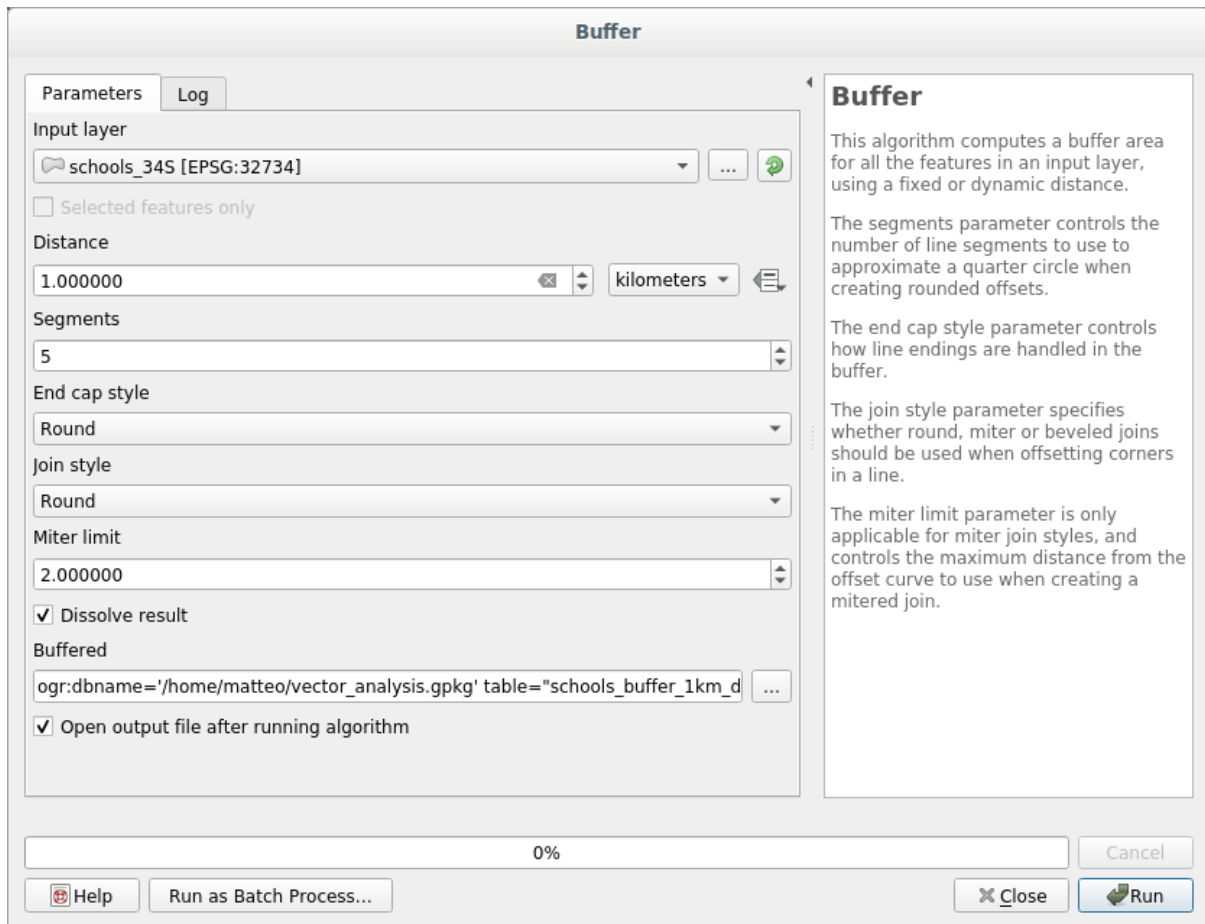 Buffer
Parameters
Log
Input layer
schools_34S [EPSG:32734]
...
Selected features only
Distance
1.000000
kilometers
Segments
5
End cap style
Round
Join style
Round
Miter limit
2.000000
Dissolve result
Buffered
ogr:dbname='/home/matteo/vector_analysis.gpkg' table="schools_buffer_1km_d
...
Open output file after running algorithm
Buffer
This algorithm computes a buffer area
for all the features in an input layer,
using a fixed or dynamic distance.
The segments parameter controls the
number of line segments to use to
approximate a quarter circle when
creating rounded offsets.
The end cap style parameter controls
how line endings are handled in the
buffer.
The join style parameter specifies
whether round, miter or beveled joins
should be used when offsetting corners
in a line.
The miter limit parameter is only
applicable for miter join styles, and
controls the maximum distance from the
offset curve to use when creating a
mitered join.
0%
Cancel
Help
Run as Batch Process...
Close
Run